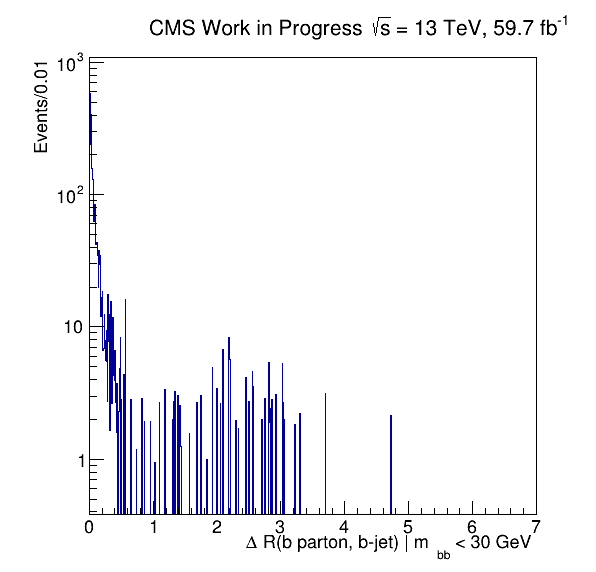 CMS Work in Progress √s = 13 TeV, 59.7 fb⁻¹
Events/0.01
10³
10²
10
1
0 1 2 3 4 5 6 7
Δ R(b parton, b-jet) | m_bb < 30 GeV